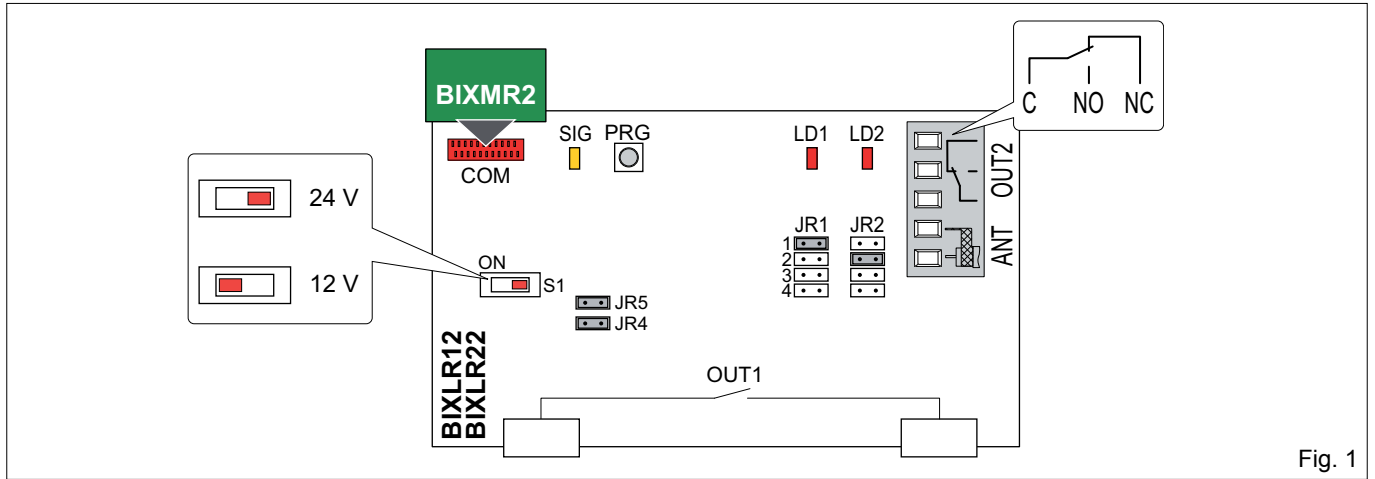 BIXMR2
C NO NC
SIG PRG LD1 LD2
COM
OUT2
24 V
JR1 JR2
1
2
3
4
ANT
ON
12 V
S1
JR5
JR4
BIXLR12
BIXLR22
OUT1
Fig. 1